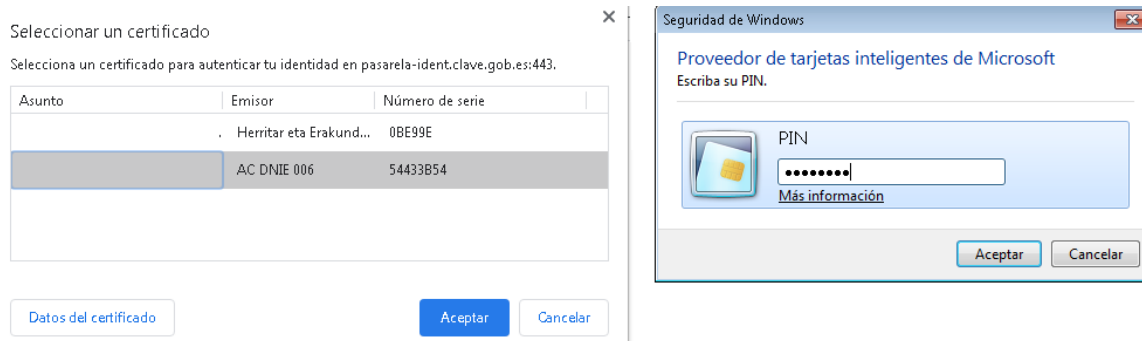 Seleccionar un certificado
Selecciona un certificado para autenticar tu identidad en pasarela-ident.clave.gob.es:443.
Asunto Emisor Número de serie
. Herritar eta Erakund... 0BE99E
AC DNIE 006 54433B54
Datos del certificado Aceptar Cancelar
Seguridad de Windows
Proveedor de tarjetas inteligentes de Microsoft
Escriba su PIN.
PIN
••••••••
Más información
Aceptar Cancelar